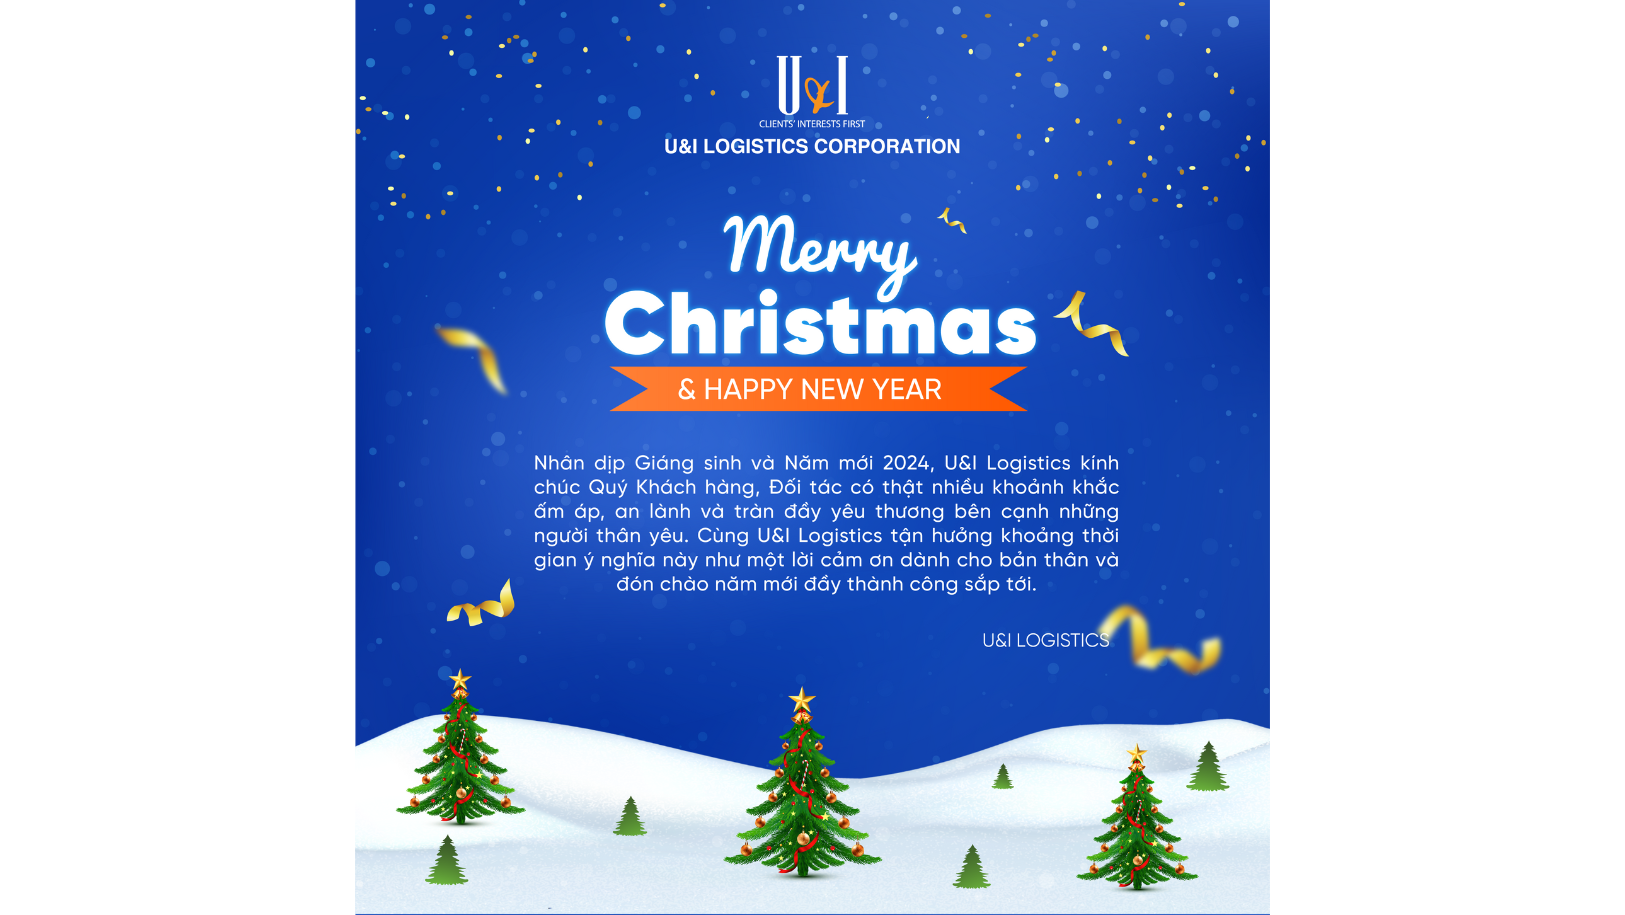 U&I
CLIENTS' INTERESTS FIRST
U&I LOGISTICS CORPORATION
Merry
Christmas
& HAPPY NEW YEAR
Nhân dịp Giáng sinh và Năm mới 2024, U&I Logistics kính
chúc Quý Khách hàng, Đối tác có thật nhiều khoảnh khắc
ấm áp, an lành và tràn đầy yêu thương bên cạnh những
người thân yêu. Cùng U&I Logistics tận hưởng khoảng thời
gian ý nghĩa này như một lời cảm ơn dành cho bản thân và
đón chào năm mới đầy thành công sắp tới.
U&I LOGISTICS